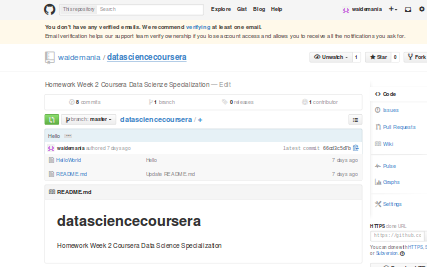 This repository Search Explore Gist Blog Help waidemania
You don't have any verified emails. We recommend verifying at least one email.
Email verification helps our support team verify ownership if you lose account access and allows you to receive all the notifications you ask for.
waidemania / datasciencecoursera Unwatch 1 Star 0 Fork
Homework Week 2 Coursera Data Science Specialization — Edit
8 commits 1 branch 0 releases 1 contributor
branch: master datasciencecoursera / +
Hello
waidemania authored 7 days ago latest commit
HelloWorld Hello 7 days ago
README.md Update README.md 7 days ago
README.md
datasciencecoursera
Homework Week 2 Coursera Data Science Specialization
Code
Issues
Pull Requests
Wiki
Pulse
Graphs
Settings
HTTPS clone URL
https://github.co
You can clone with HTTPS, S
or Subversion.